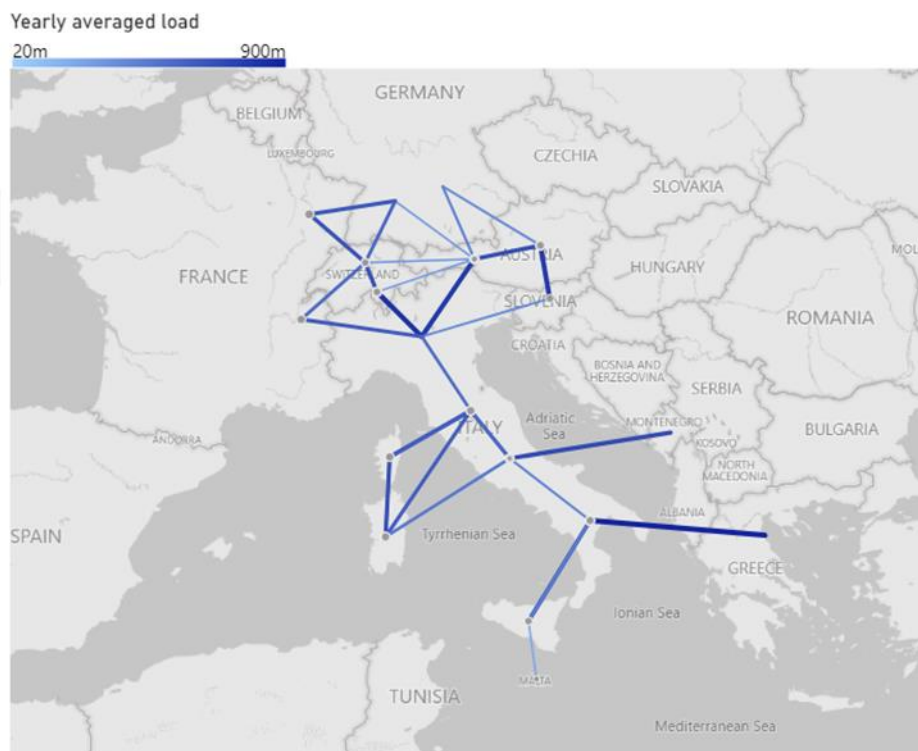 Yearly averaged load
20m 900m
GERMANY
BELGIUM
LUXEMBOURG
CZECHIA
SLOVAKIA
FRANCE
SWITZERLAND
AUSTRIA
HUNGARY
MOL
SLOVENIA
ROMANIA
CROATIA
BOSNIA AND
HERZEGOVINA
SERBIA
ANDORRA
ITALY
Adriatic
Sea
MONTENEGRO
KOSOVO
BULGARIA
NORTH
MACEDONIA
SPAIN
Tyrrhenian Sea
ALBANIA
GREECE
Ionian Sea
MALTA
TUNISIA
Mediterranean Sea